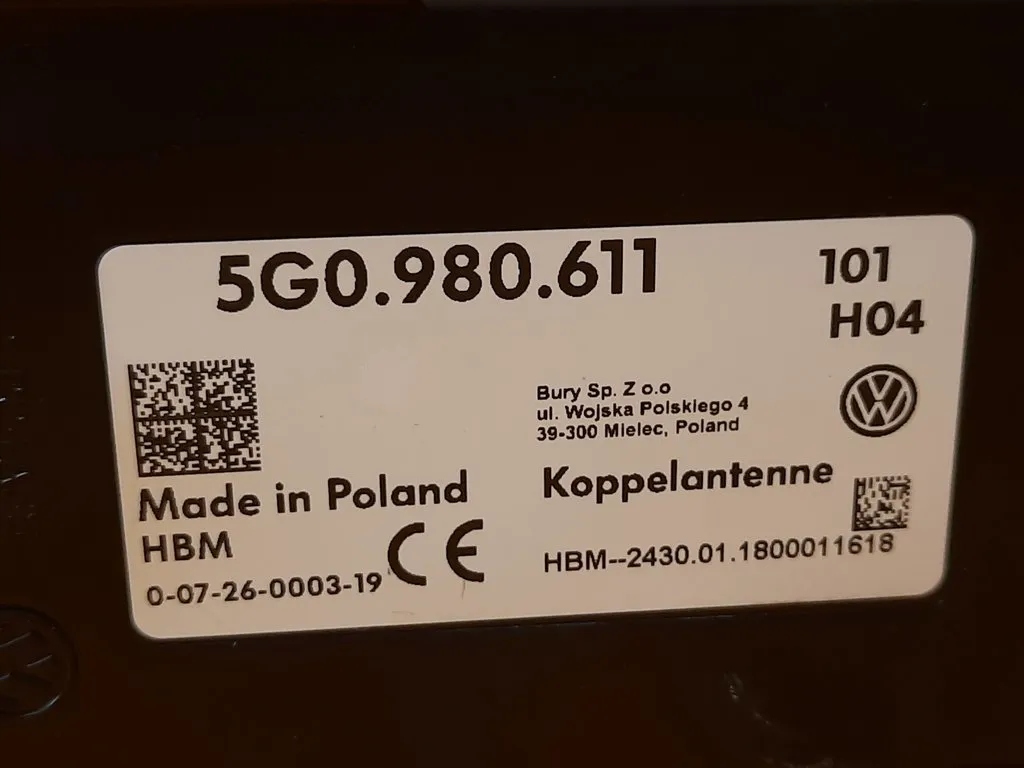 5G0.980.611
101
H04
Bury Sp. Z o.o
ul. Wojska Polskiego 4
39-300 Mielec, Poland
Made in Poland
Koppelantenne
HBM
CE
0-07-26-0003-19
HBM--2430.01.1800011618